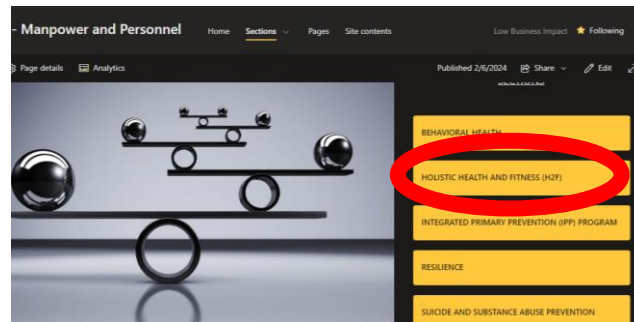 - Manpower and Personnel Home Sections Pages Site contents Low Business Impact Following
Page details Analytics Published 2/6/2024 Share Edit
BEHAVIORAL HEALTH
HOLISTIC HEALTH AND FITNESS (H2F)
INTEGRATED PRIMARY PREVENTION (IPP) PROGRAM
RESILIENCE
SUICIDE AND SUBSTANCE ABUSE PREVENTION